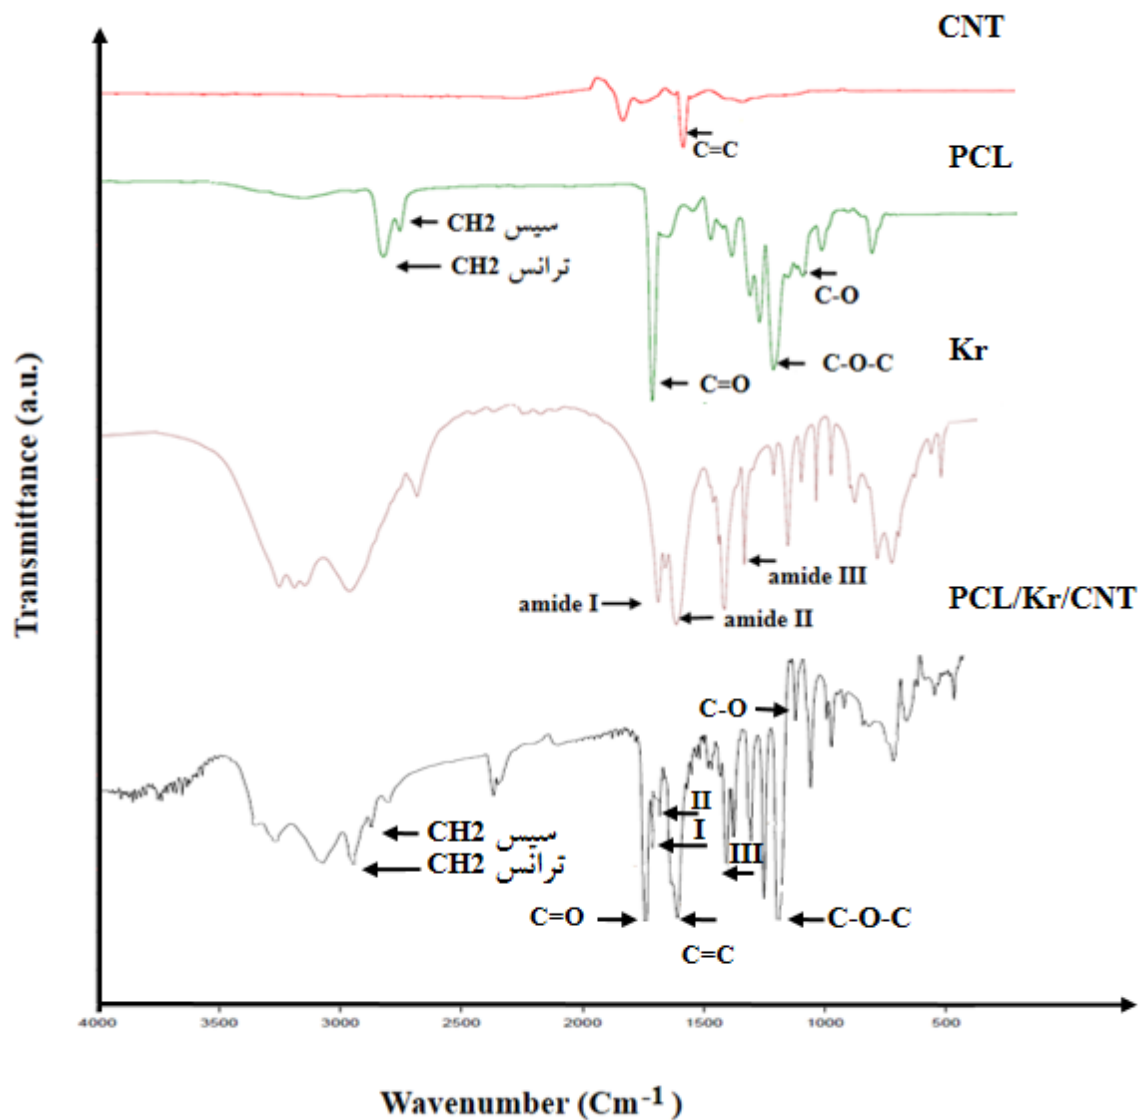 CNT
C=C
PCL
CH2 سیس
CH2 ترانس
C-O
C=O
C-O-C
Kr
amide I
amide II
amide III
PCL/Kr/CNT
C-O
II
I
III
CH2 سیس
CH2 ترانس
C=O
C=C
C-O-C
Transmittance (a.u.)
4000 3500 3000 2500 2000 1500 1000 500
Wavenumber (Cm-1 )